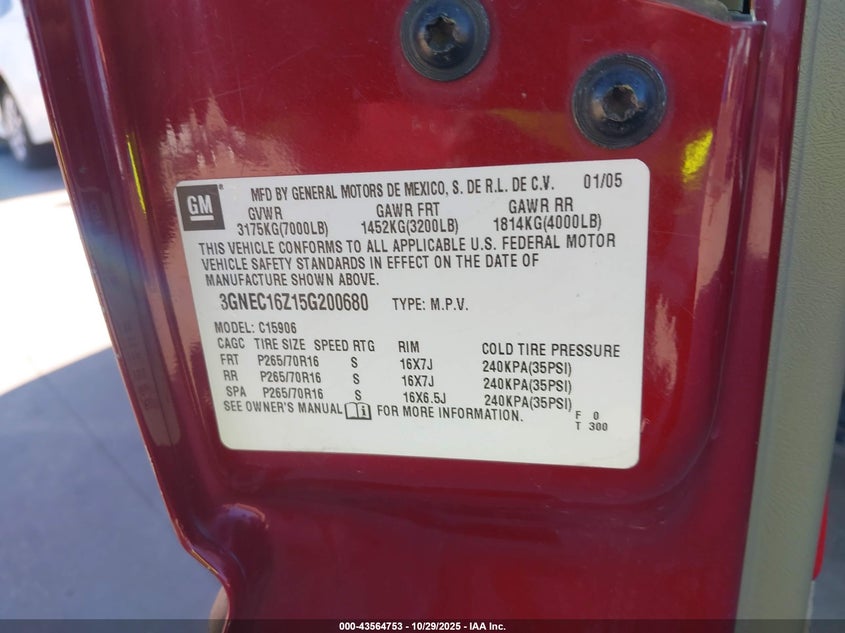 GM ® MFD BY GENERAL MOTORS DE MEXICO, S. DE R.L. DE C.V. 01/05
GVWR GAWR FRT GAWR RR
3175KG(7000LB) 1452KG(3200LB) 1814KG(4000LB)
THIS VEHICLE CONFORMS TO ALL APPLICABLE U.S. FEDERAL MOTOR
VEHICLE SAFETY STANDARDS IN EFFECT ON THE DATE OF
MANUFACTURE SHOWN ABOVE.
3GNEC16Z15G200680 TYPE: M.P.V.
MODEL: C15906
CAGC TIRE SIZE SPEED RTG RIM COLD TIRE PRESSURE
FRT P265/70R16 S 16X7J 240KPA(35PSI)
RR P265/70R16 S 16X7J 240KPA(35PSI)
SPA P265/70R16 S 16X6.5J 240KPA(35PSI)
SEE OWNER'S MANUAL FOR MORE INFORMATION. F 0
T 300
000-43564753 | 10/29/2025 - IAA Inc.